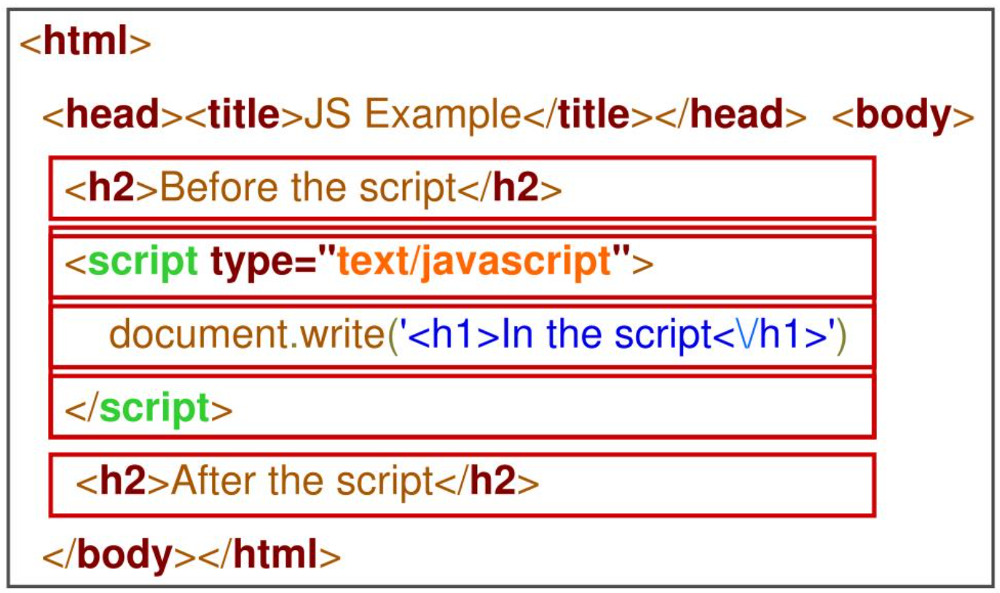 <html>
<head><title>JS Example</title></head> <body>
<h2>Before the script</h2>
<script type="text/javascript">
document.write('<h1>In the script<\/h1>')
</script>
<h2>After the script</h2>
</body></html>